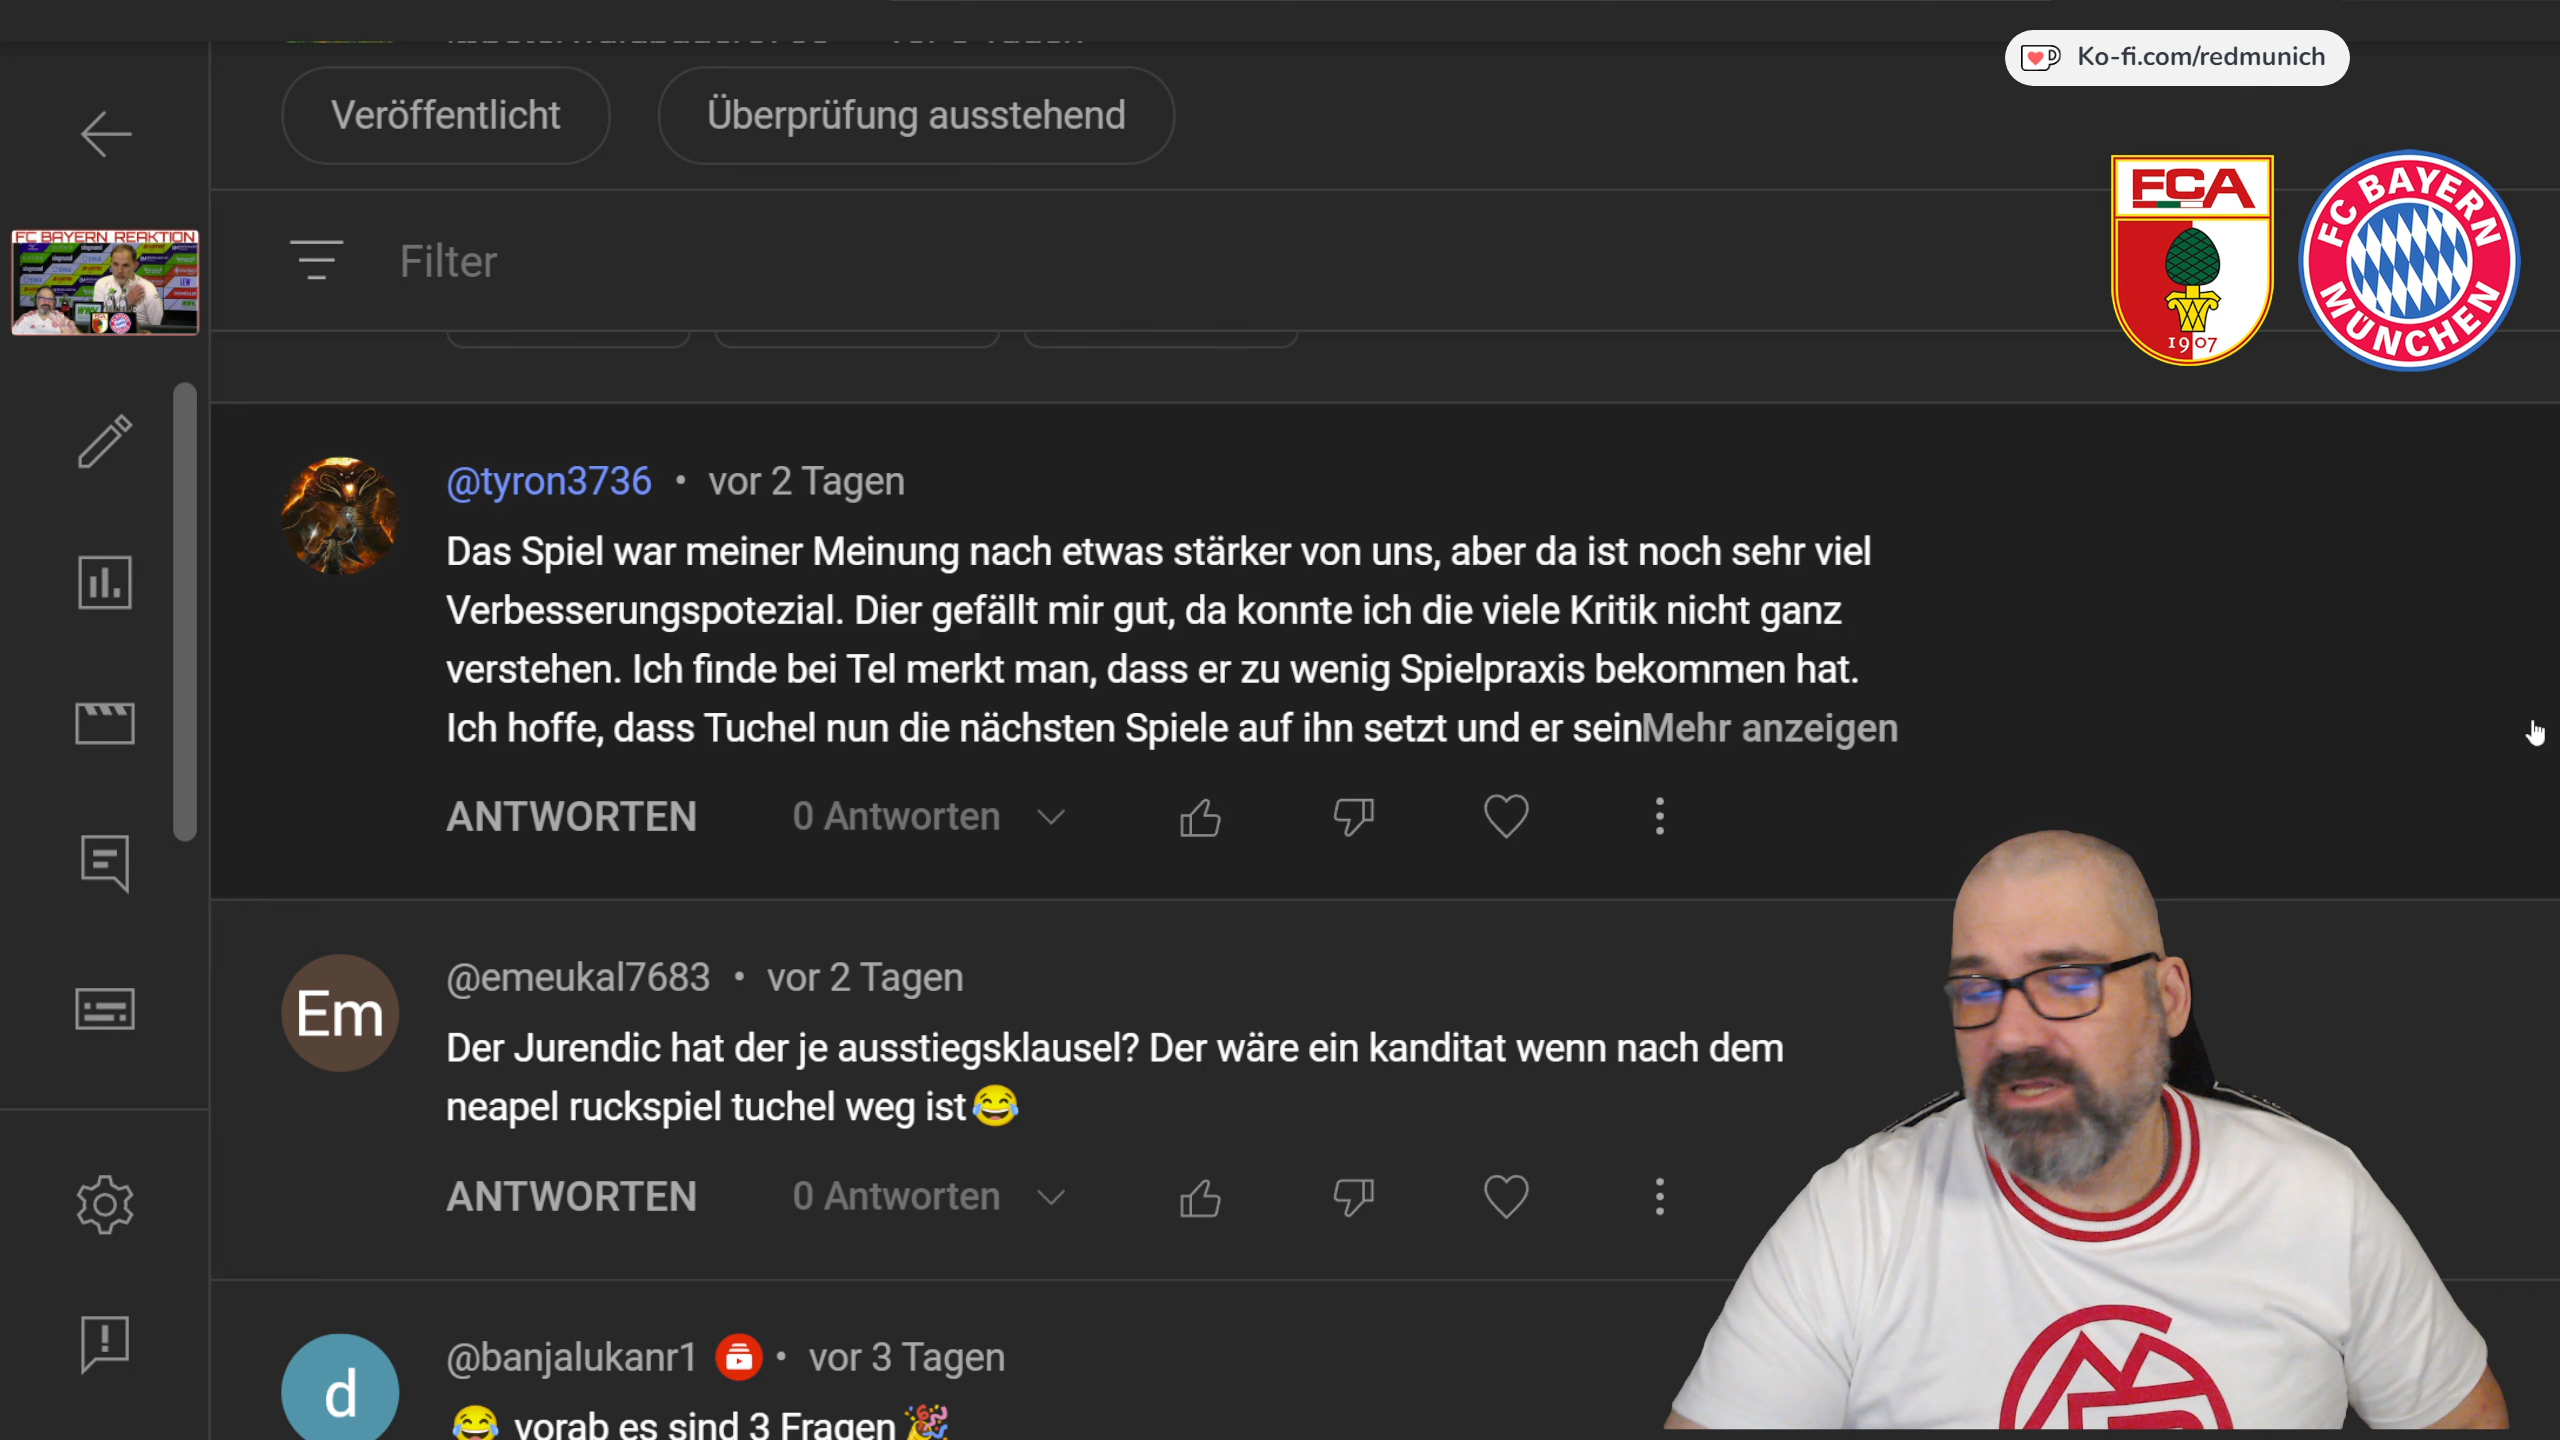 Ko-fi.com/redmunich
Veröffentlicht
Überprüfung ausstehend
FC BAYERN REAKTION
Filter
FCA
1907
FC BAYERN
MÜNCHEN
@tyron3736 • vor 2 Tagen
Das Spiel war meiner Meinung nach etwas stärker von uns, aber da ist noch sehr viel
Verbesserungspotezial. Dier gefällt mir gut, da konnte ich die viele Kritik nicht ganz
verstehen. Ich finde bei Tel merkt man, dass er zu wenig Spielpraxis bekommen hat.
Ich hoffe, dass Tuchel nun die nächsten Spiele auf ihn setzt und er seinMehr anzeigen
ANTWORTEN 0 Antworten
Em
@emeukal7683 • vor 2 Tagen
Der Jurendic hat der je ausstiegsklausel? Der wäre ein kanditat wenn nach dem
neapel ruckspiel tuchel weg ist😂
ANTWORTEN 0 Antworten
d
@banjalukanr1 • vor 3 Tagen
😂 vorab es sind 3 Fragen🎉